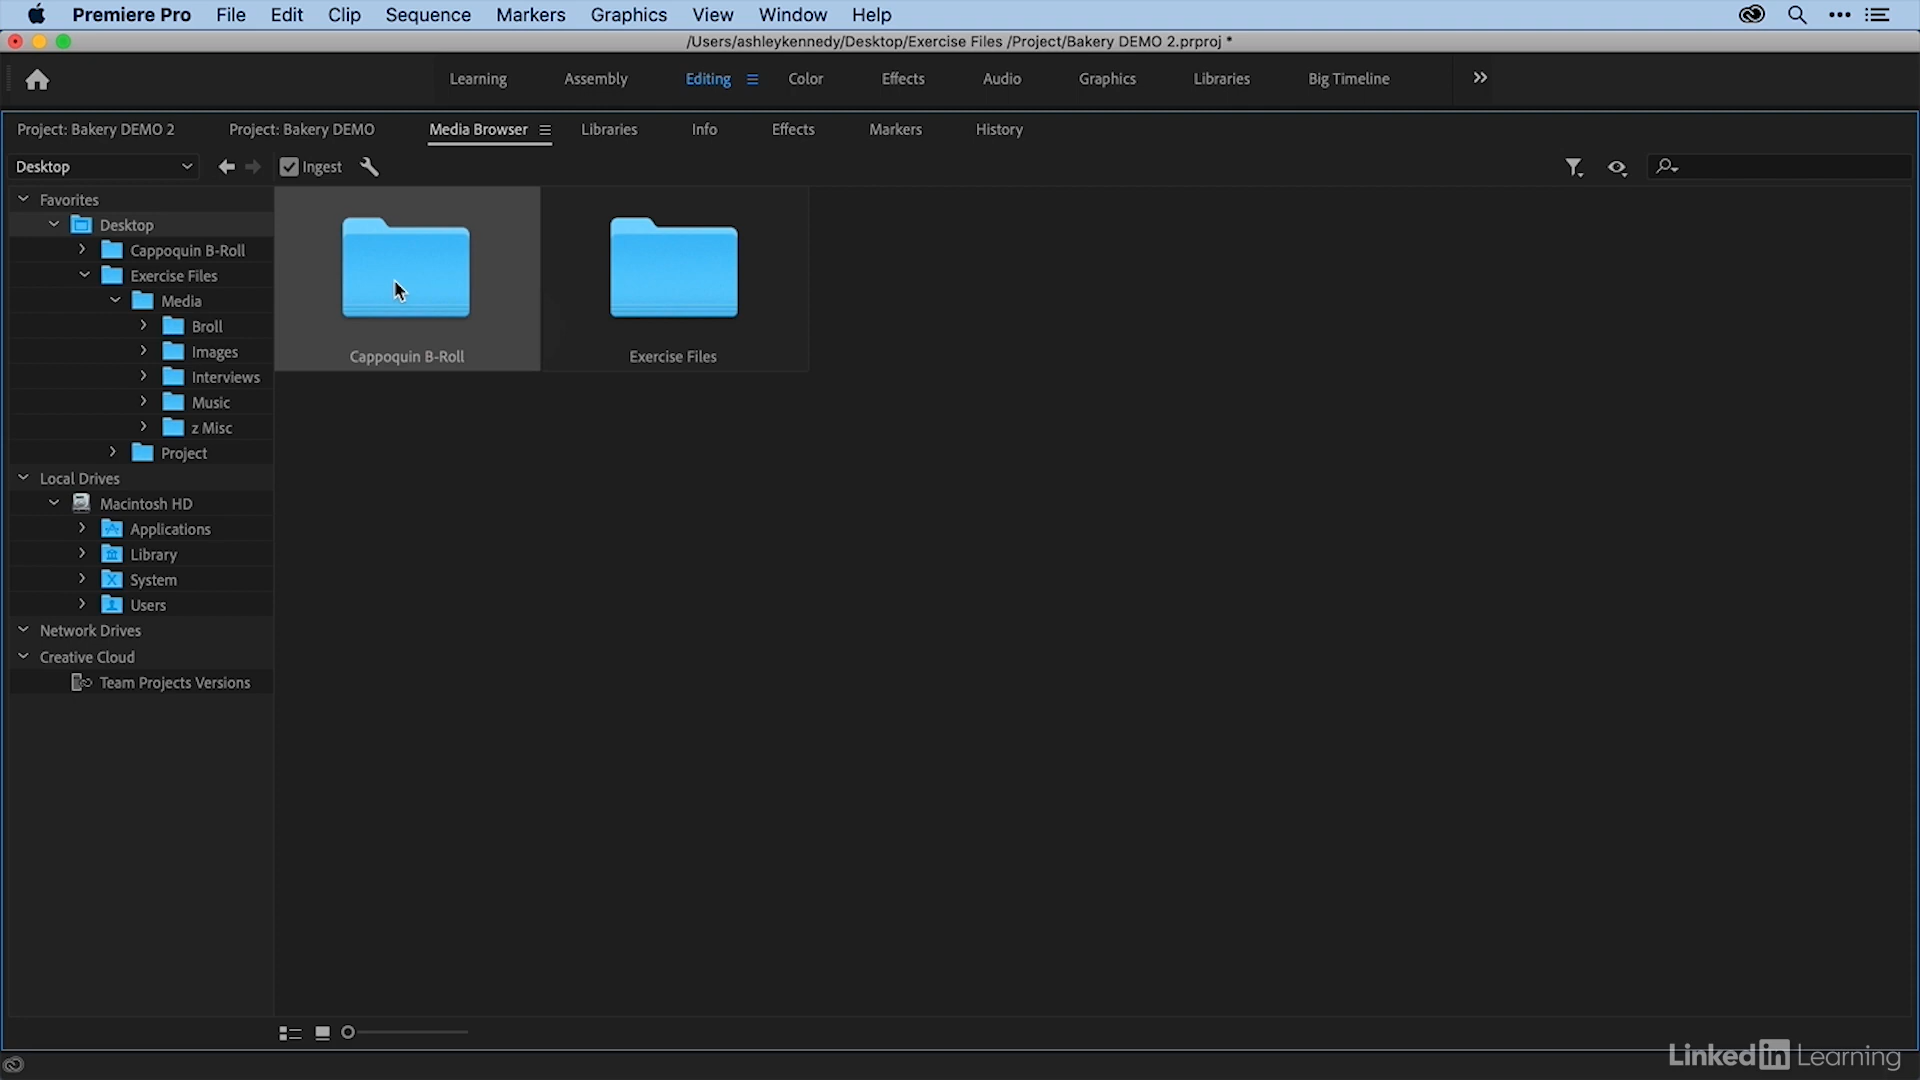 Premiere Pro File Edit Clip Sequence Markers Graphics View Window Help
/Users/ashleykennedy/Desktop/Exercise Files /Project/Bakery DEMO 2.prproj *
Learning Assembly Editing Color Effects Audio Graphics Libraries Big Timeline
Project: Bakery DEMO 2 Project: Bakery DEMO Media Browser Libraries Info Effects Markers History
Desktop Ingest
Favorites
Desktop
Cappoquin B-Roll
Exercise Files
Media
Broll
Images
Interviews
Music
z Misc
Project
Local Drives
Macintosh HD
Applications
Library
System
Users
Network Drives
Creative Cloud
Team Projects Versions
Cappoquin B-Roll Exercise Files
LinkedIn Learning